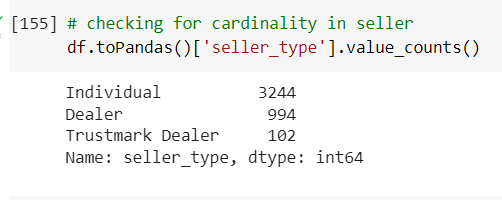 [155] # checking for cardinality in seller
df.toPandas()['seller_type'].value_counts()
Individual 3244
Dealer 994
Trustmark Dealer 102
Name: seller_type, dtype: int64